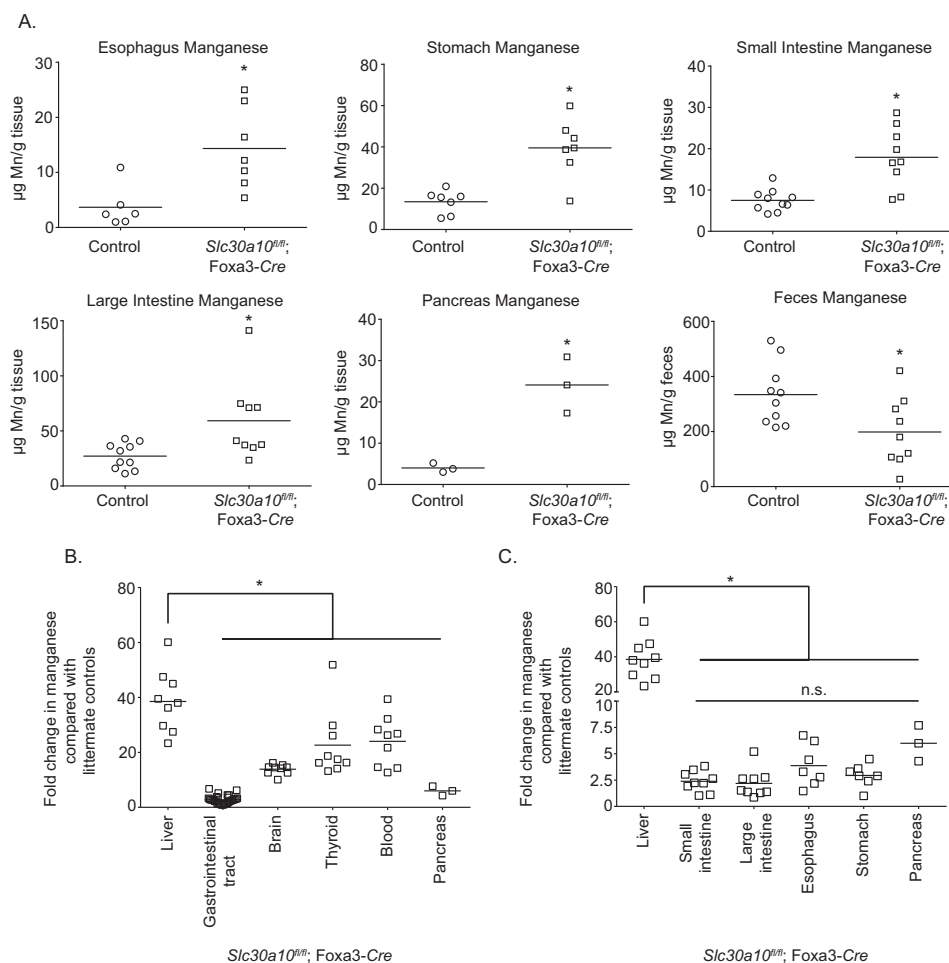 A.
Esophagus Manganese
Stomach Manganese
Small Intestine Manganese
µg Mn/g tissue
30
20
10
0
*
Control
Slc30a10fl/fl;
Foxa3-Cre
µg Mn/g tissue
80
60
40
20
0
*
Control
Slc30a10fl/fl;
Foxa3-Cre
µg Mn/g tissue
40
30
20
10
0
*
Control
Slc30a10fl/fl;
Foxa3-Cre
Large Intestine Manganese
Pancreas Manganese
Feces Manganese
µg Mn/g tissue
150
100
50
0
*
Control
Slc30a10fl/fl;
Foxa3-Cre
µg Mn/g tissue
40
30
20
10
0
*
Control
Slc30a10fl/fl;
Foxa3-Cre
µg Mn/g feces
600
400
200
0
*
Control
Slc30a10fl/fl;
Foxa3-Cre
B.
Fold change in manganese
compared with
littermate controls
80
60
40
20
0
*
Liver
Gastrointestinal
tract
Brain
Thyroid
Blood
Pancreas
Slc30a10fl/fl; Foxa3-Cre
C.
Fold change in manganese
compared with
littermate controls
80
60
40
20
7.5
5.0
2.5
0
*
n.s.
Liver
Small
intestine
Large
intestine
Esophagus
Stomach
Pancreas
Slc30a10fl/fl; Foxa3-Cre